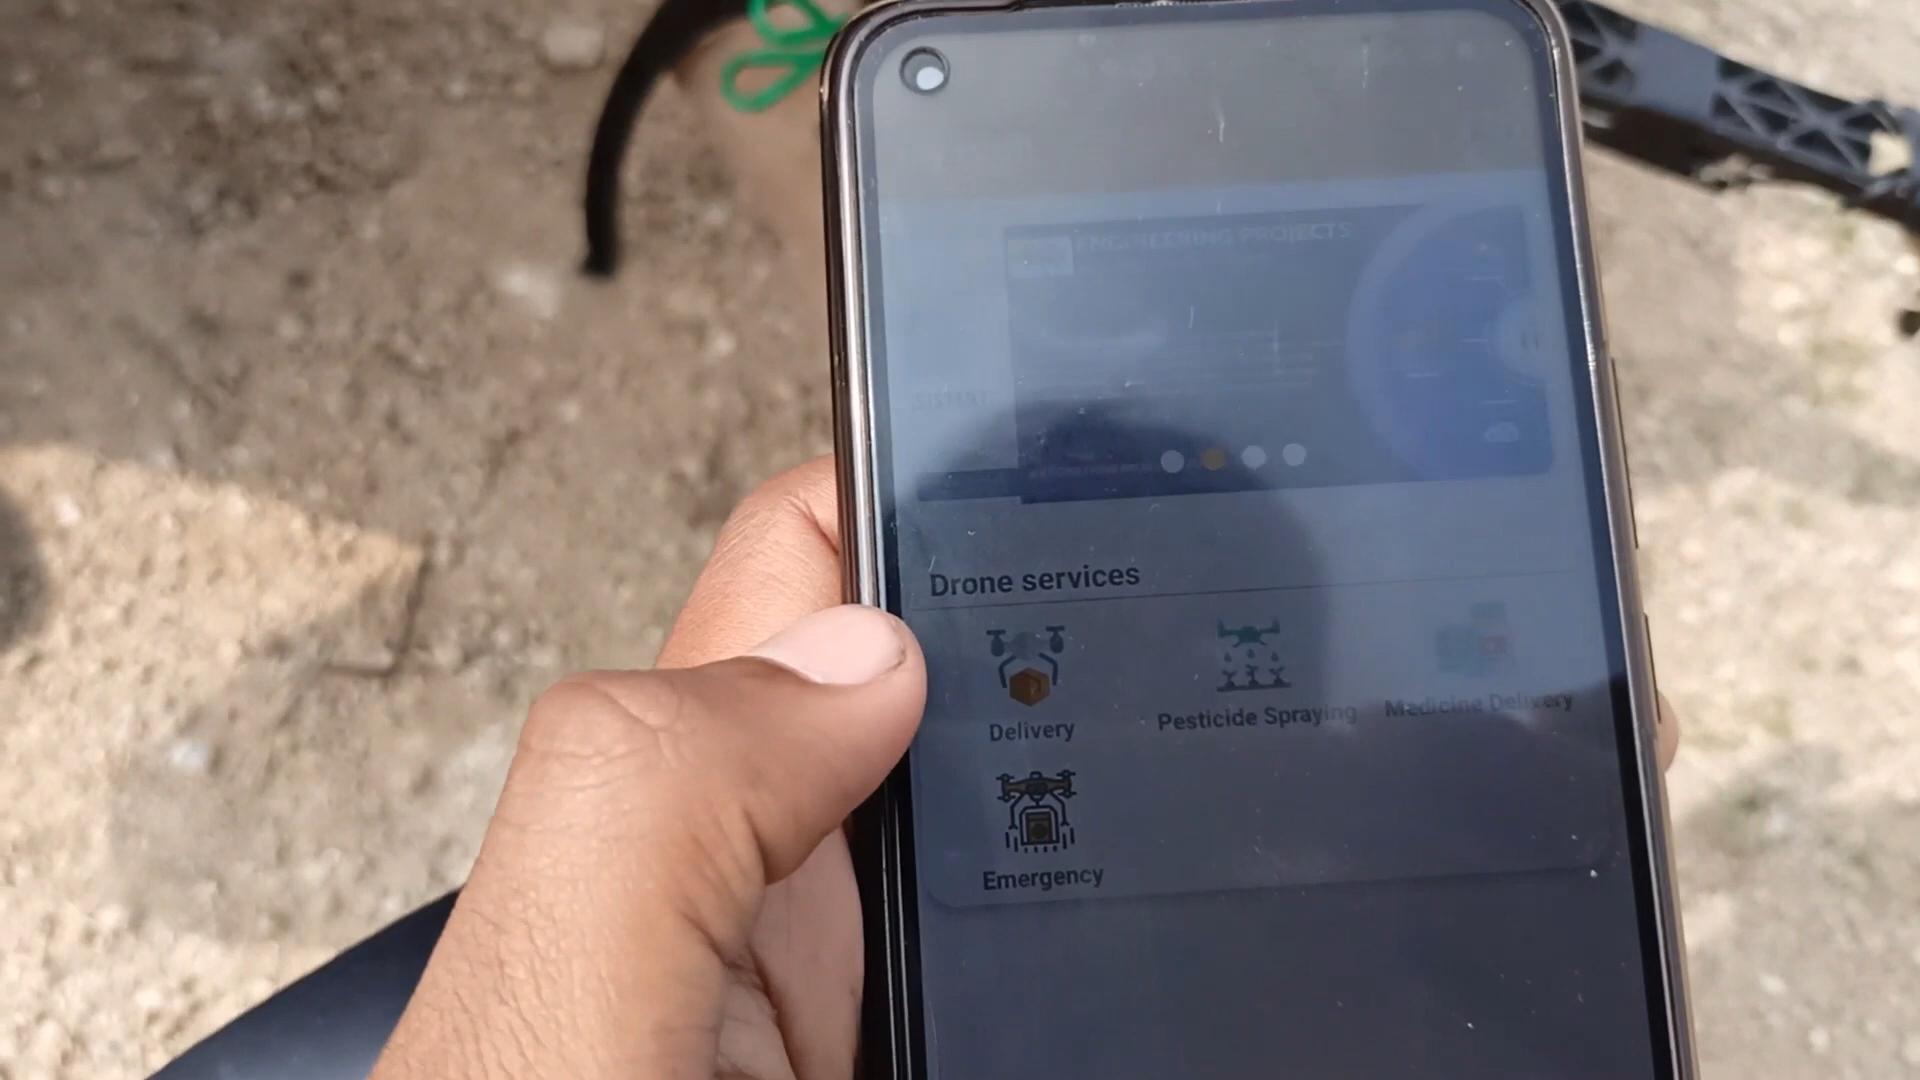 ENGINEERING PROJECTS
Drone services
Delivery
Pesticide Spraying
Medicine Delivery
Emergency